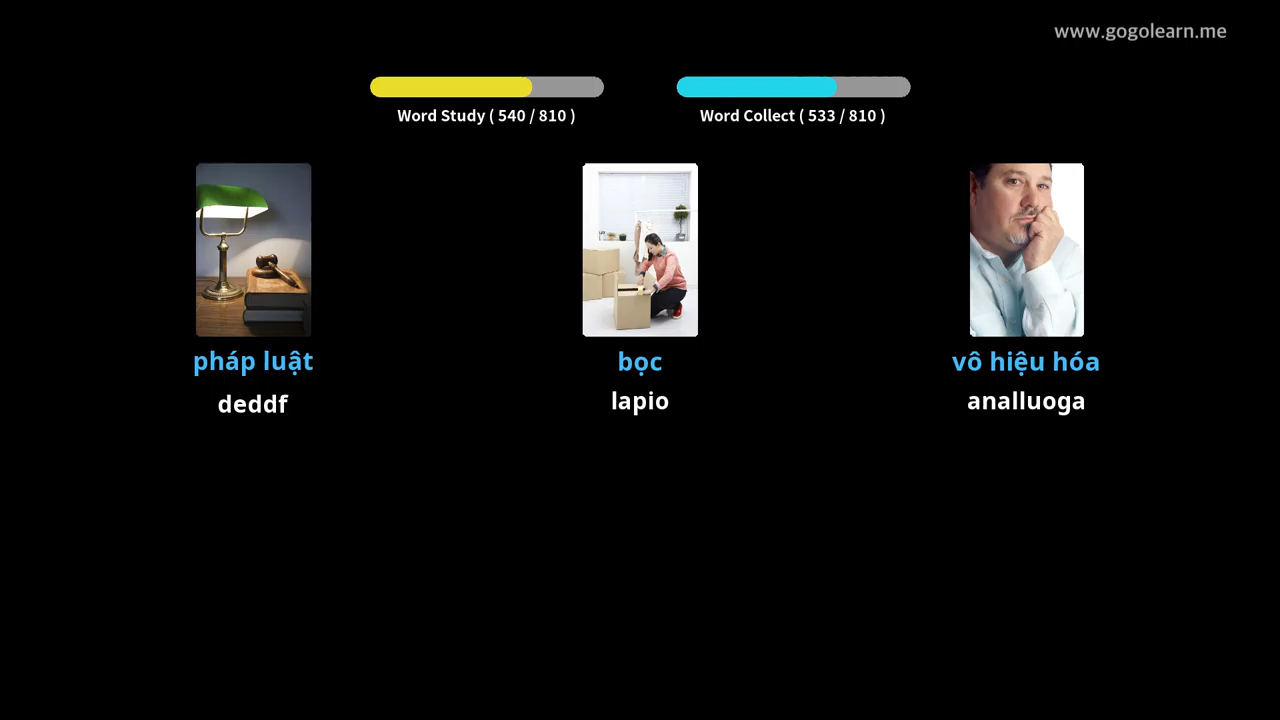 www.gogolearn.me
Word Study ( 540 / 810 )
Word Collect ( 533 / 810 )
pháp luật
deddf
bọc
lapio
vô hiệu hóa
analluoga